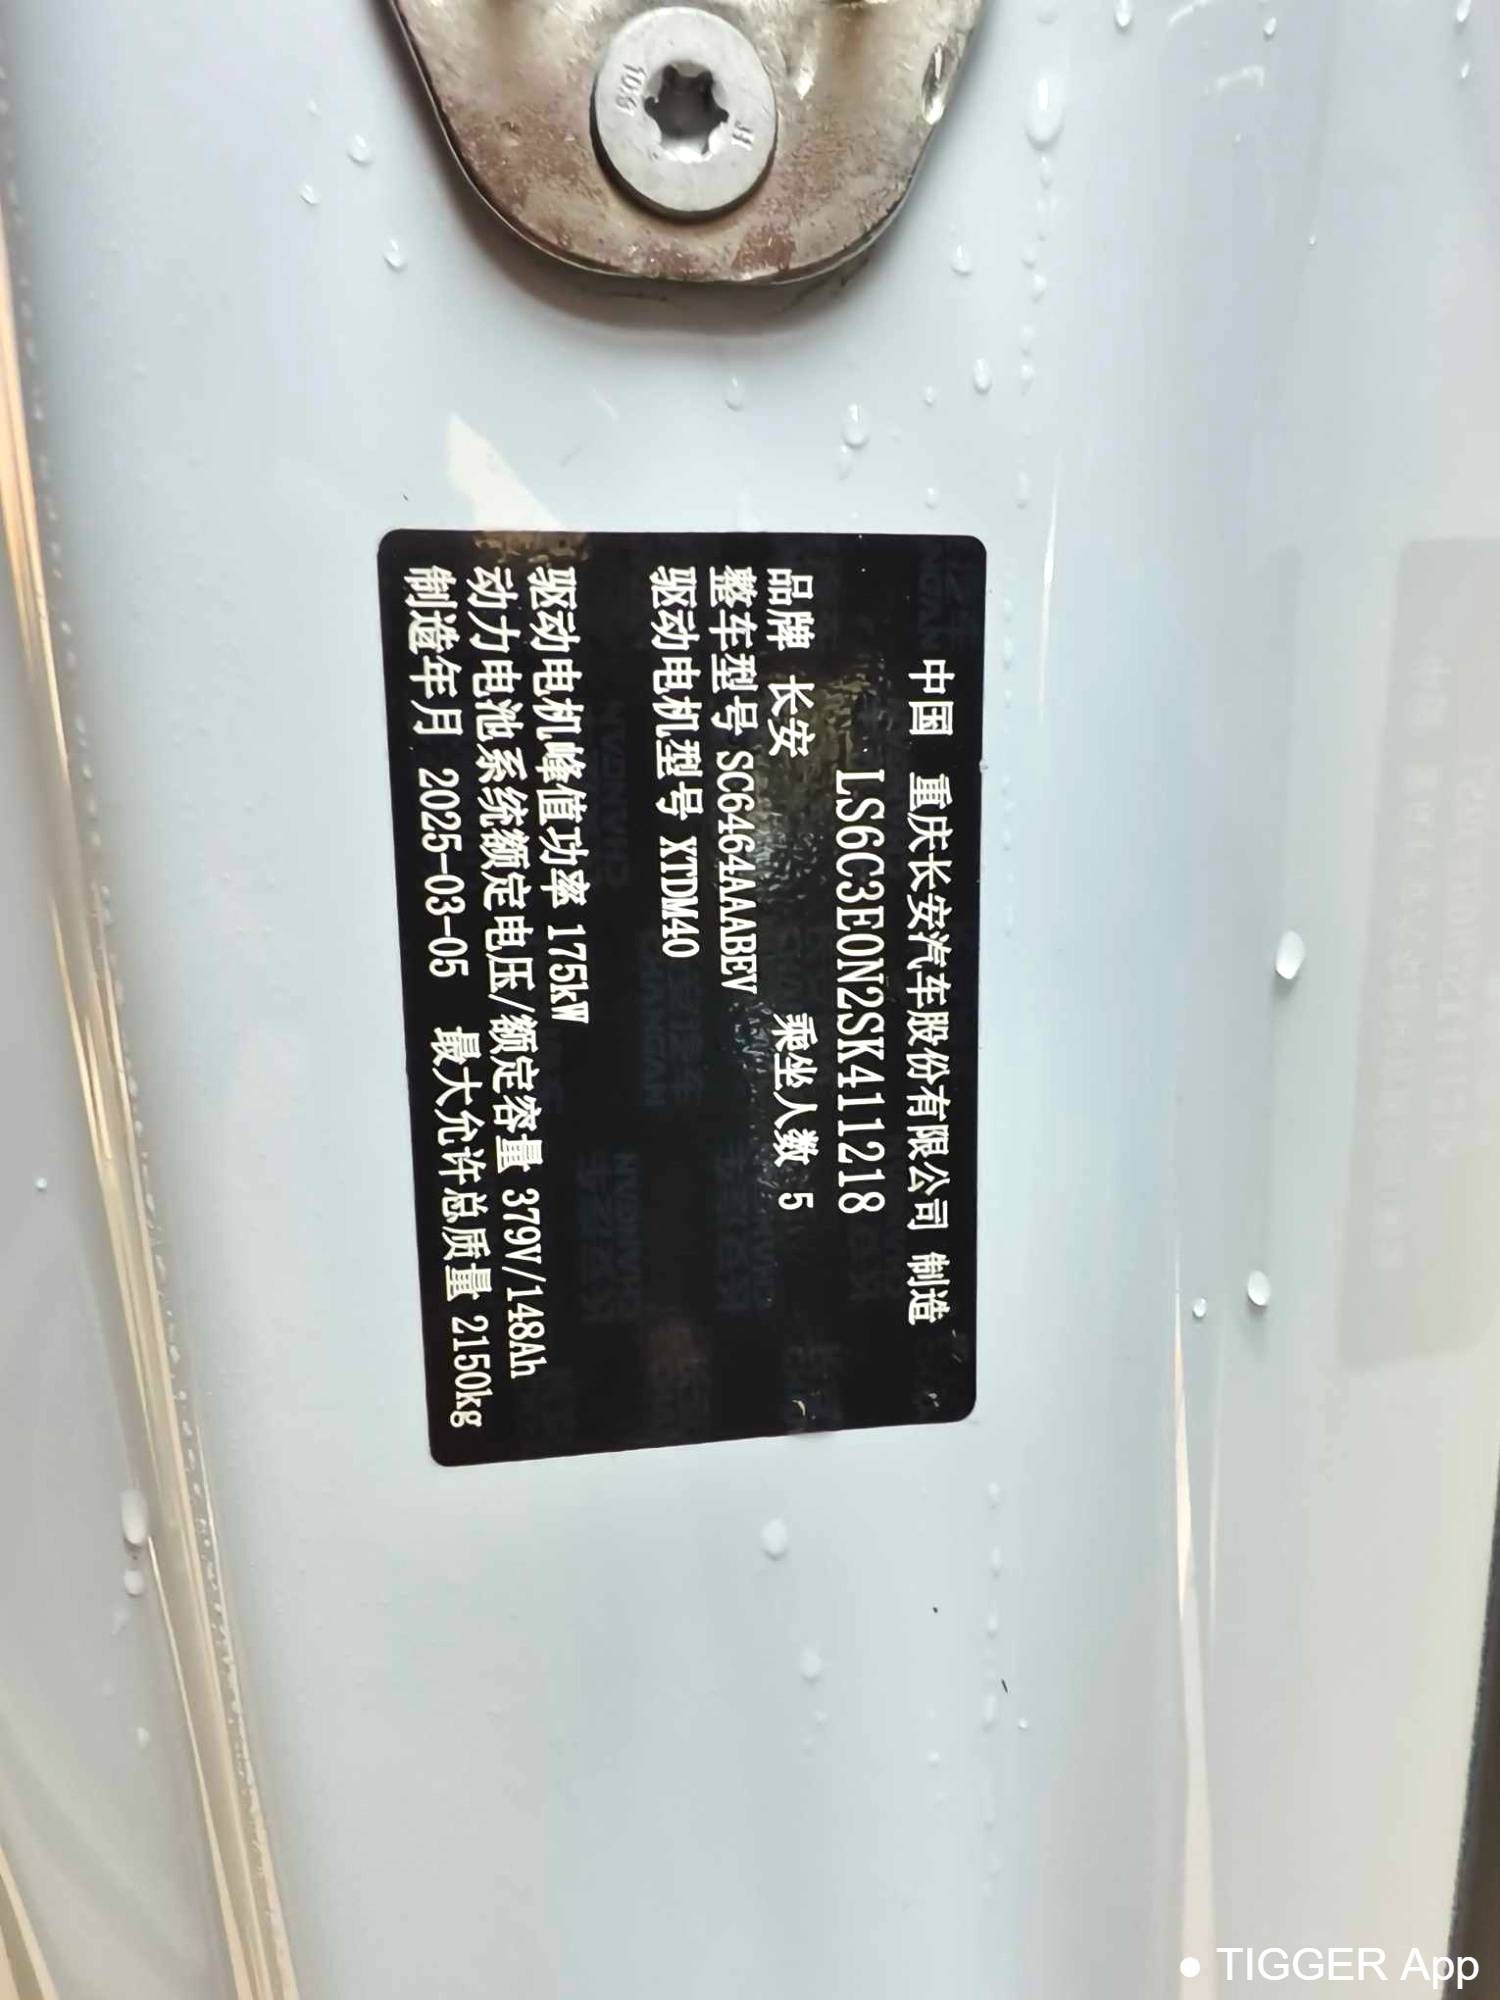 中国 重庆长安汽车股份有限公司 制造
LS6C3E0N2SK411218
品牌 长安 乘坐人数 5
整车型号 SC6464AAABEV
驱动电机型号 XTDM40
驱动电机峰值功率 175kW
动力电池系统额定电压/额定容量 379V/148Ah
制造年月 2025-03-05 最大允许总质量 2150kg
10.9
TIGGER App